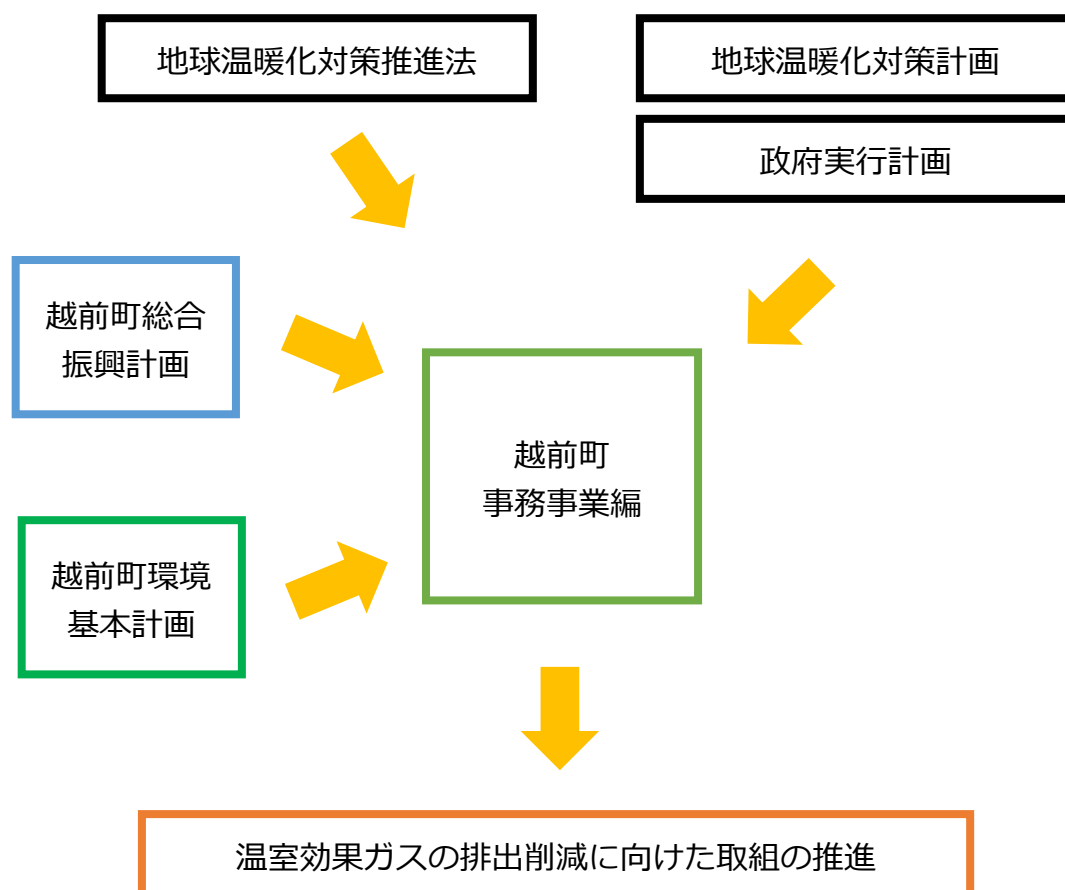 地球温暖化対策推進法
地球温暖化対策計画
政府実行計画
越前町総合
振興計画
越前町
事務事業編
越前町環境
基本計画
温室効果ガスの排出削減に向けた取組の推進